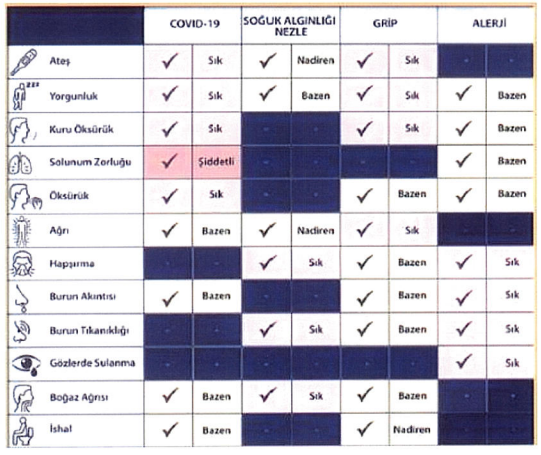 COVID-19 SOĞUK ALGINLIĞI NEZLE GRİP ALERJİ
Ateş Sık Nadiren Sık - -
zzz Yorgunluk Sık Bazen Sık Bazen
Kuru Öksürük Sık - - Sık Bazen
Solunum Zorluğu Şiddetli - - - - Bazen
Öksürük Sık - - Bazen Bazen
Ağrı Bazen Nadiren Sık - -
Hapşırma - - Sık Bazen Sık
Burun Akıntısı Bazen - - Bazen Sık
Burun Tıkanıklığı - - Sık Bazen Sık
Gözlerde Sulanma - - - - - - Sık
Boğaz Ağrısı Bazen Sık Bazen - -
İshal Bazen - - Nadiren - -